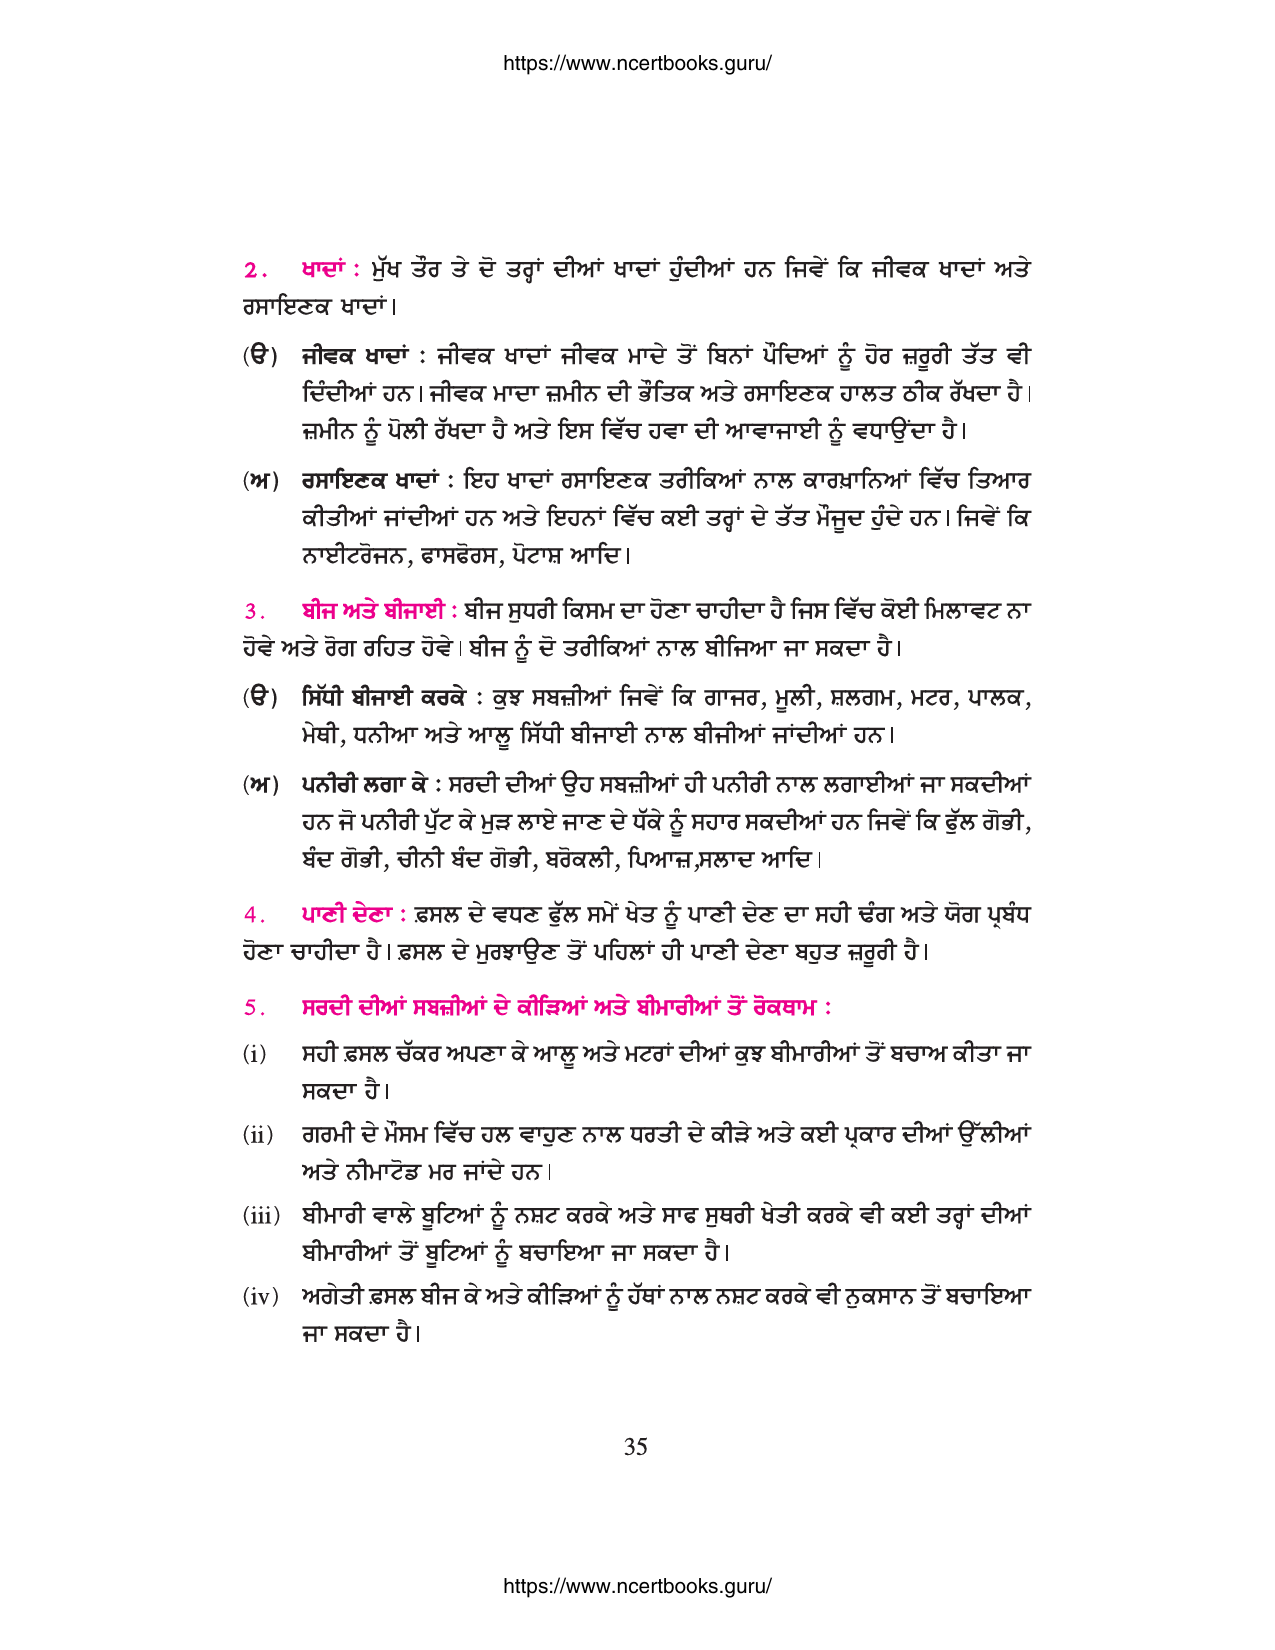 https://www.ncertbooks.guru/
2. ਖਾਦਾਂ : ਮੁੱਖ ਤੌਰ ਤੇ ਦੋ ਤਰ੍ਹਾਂ ਦੀਆਂ ਖਾਦਾਂ ਹੁੰਦੀਆਂ ਹਨ ਜਿਵੇਂ ਕਿ ਜੀਵਕ ਖਾਦਾਂ ਅਤੇ
ਰਸਾਇਣਕ ਖਾਦਾਂ।
(ੳ) ਜੀਵਕ ਖਾਦਾਂ : ਜੀਵਕ ਖਾਦਾਂ ਜੀਵਕ ਮਾਦੇ ਤੋਂ ਬਿਨਾਂ ਪੌਦਿਆਂ ਨੂੰ ਹੋਰ ਜ਼ਰੂਰੀ ਤੱਤ ਵੀ
ਦਿੰਦੀਆਂ ਹਨ। ਜੀਵਕ ਮਾਦਾ ਜ਼ਮੀਨ ਦੀ ਭੌਤਿਕ ਅਤੇ ਰਸਾਇਣਕ ਹਾਲਤ ਠੀਕ ਰੱਖਦਾ ਹੈ।
ਜ਼ਮੀਨ ਨੂੰ ਪੋਲੀ ਰੱਖਦਾ ਹੈ ਅਤੇ ਇਸ ਵਿੱਚ ਹਵਾ ਦੀ ਆਵਾਜਾਈ ਨੂੰ ਵਧਾਉਂਦਾ ਹੈ।
(ਅ) ਰਸਾਇਣਕ ਖਾਦਾਂ : ਇਹ ਖਾਦਾਂ ਰਸਾਇਣਕ ਤਰੀਕਿਆਂ ਨਾਲ ਕਾਰਖ਼ਾਨਿਆਂ ਵਿੱਚ ਤਿਆਰ
ਕੀਤੀਆਂ ਜਾਂਦੀਆਂ ਹਨ ਅਤੇ ਇਹਨਾਂ ਵਿੱਚ ਕਈ ਤਰ੍ਹਾਂ ਦੇ ਤੱਤ ਮੌਜੂਦ ਹੁੰਦੇ ਹਨ। ਜਿਵੇਂ ਕਿ
ਨਾਈਟਰੋਜਨ, ਫਾਸਫੋਰਸ, ਪੋਟਾਸ਼ ਆਦਿ।
3. ਬੀਜ ਅਤੇ ਬੀਜਾਈ : ਬੀਜ ਸੁਧਰੀ ਕਿਸਮ ਦਾ ਹੋਣਾ ਚਾਹੀਦਾ ਹੈ ਜਿਸ ਵਿੱਚ ਕੋਈ ਮਿਲਾਵਟ ਨਾ
ਹੋਵੇ ਅਤੇ ਰੋਗ ਰਹਿਤ ਹੋਵੇ। ਬੀਜ ਨੂੰ ਦੋ ਤਰੀਕਿਆਂ ਨਾਲ ਬੀਜਿਆ ਜਾ ਸਕਦਾ ਹੈ।
(ੳ) ਸਿੱਧੀ ਬੀਜਾਈ ਕਰਕੇ : ਕੁਝ ਸਬਜ਼ੀਆਂ ਜਿਵੇਂ ਕਿ ਗਾਜਰ, ਮੂਲੀ, ਸ਼ਲਗਮ, ਮਟਰ, ਪਾਲਕ,
ਮੇਥੀ, ਧਨੀਆ ਅਤੇ ਆਲੂ ਸਿੱਧੀ ਬੀਜਾਈ ਨਾਲ ਬੀਜੀਆਂ ਜਾਂਦੀਆਂ ਹਨ।
(ਅ) ਪਨੀਰੀ ਲਗਾ ਕੇ : ਸਰਦੀ ਦੀਆਂ ਉਹ ਸਬਜ਼ੀਆਂ ਹੀ ਪਨੀਰੀ ਨਾਲ ਲਗਾਈਆਂ ਜਾ ਸਕਦੀਆਂ
ਹਨ ਜੋ ਪਨੀਰੀ ਪੁੱਟ ਕੇ ਮੁੜ ਲਾਏ ਜਾਣ ਦੇ ਧੱਕੇ ਨੂੰ ਸਹਾਰ ਸਕਦੀਆਂ ਹਨ ਜਿਵੇਂ ਕਿ ਫੁੱਲ ਗੋਭੀ,
ਬੰਦ ਗੋਭੀ, ਚੀਨੀ ਬੰਦ ਗੋਭੀ, ਬਰੋਕਲੀ, ਪਿਆਜ਼,ਸਲਾਦ ਆਦਿ।
4. ਪਾਣੀ ਦੇਣਾ : ਫ਼ਸਲ ਦੇ ਵਧਣ ਫੁੱਲ ਸਮੇਂ ਖੇਤ ਨੂੰ ਪਾਣੀ ਦੇਣ ਦਾ ਸਹੀ ਢੰਗ ਅਤੇ ਯੋਗ ਪ੍ਰਬੰਧ
ਹੋਣਾ ਚਾਹੀਦਾ ਹੈ। ਫ਼ਸਲ ਦੇ ਮੁਰਝਾਉਣ ਤੋਂ ਪਹਿਲਾਂ ਹੀ ਪਾਣੀ ਦੇਣਾ ਬਹੁਤ ਜ਼ਰੂਰੀ ਹੈ।
5. ਸਰਦੀ ਦੀਆਂ ਸਬਜ਼ੀਆਂ ਦੇ ਕੀੜਿਆਂ ਅਤੇ ਬੀਮਾਰੀਆਂ ਤੋਂ ਰੋਕਥਾਮ :
(i) ਸਹੀ ਫ਼ਸਲ ਚੱਕਰ ਅਪਣਾ ਕੇ ਆਲੂ ਅਤੇ ਮਟਰਾਂ ਦੀਆਂ ਕੁਝ ਬੀਮਾਰੀਆਂ ਤੋਂ ਬਚਾਅ ਕੀਤਾ ਜਾ
ਸਕਦਾ ਹੈ।
(ii) ਗਰਮੀ ਦੇ ਮੌਸਮ ਵਿੱਚ ਹਲ ਵਾਹੁਣ ਨਾਲ ਧਰਤੀ ਦੇ ਕੀੜੇ ਅਤੇ ਕਈ ਪ੍ਰਕਾਰ ਦੀਆਂ ਉੱਲੀਆਂ
ਅਤੇ ਨੀਮਾਟੋਡ ਮਰ ਜਾਂਦੇ ਹਨ।
(iii) ਬੀਮਾਰੀ ਵਾਲੇ ਬੂਟਿਆਂ ਨੂੰ ਨਸ਼ਟ ਕਰਕੇ ਅਤੇ ਸਾਫ ਸੁਥਰੀ ਖੇਤੀ ਕਰਕੇ ਵੀ ਕਈ ਤਰ੍ਹਾਂ ਦੀਆਂ
ਬੀਮਾਰੀਆਂ ਤੋਂ ਬੂਟਿਆਂ ਨੂੰ ਬਚਾਇਆ ਜਾ ਸਕਦਾ ਹੈ।
(iv) ਅਗੇਤੀ ਫ਼ਸਲ ਬੀਜ ਕੇ ਅਤੇ ਕੀੜਿਆਂ ਨੂੰ ਹੱਥਾਂ ਨਾਲ ਨਸ਼ਟ ਕਰਕੇ ਵੀ ਨੁਕਸਾਨ ਤੋਂ ਬਚਾਇਆ
ਜਾ ਸਕਦਾ ਹੈ।
35
https://www.ncertbooks.guru/